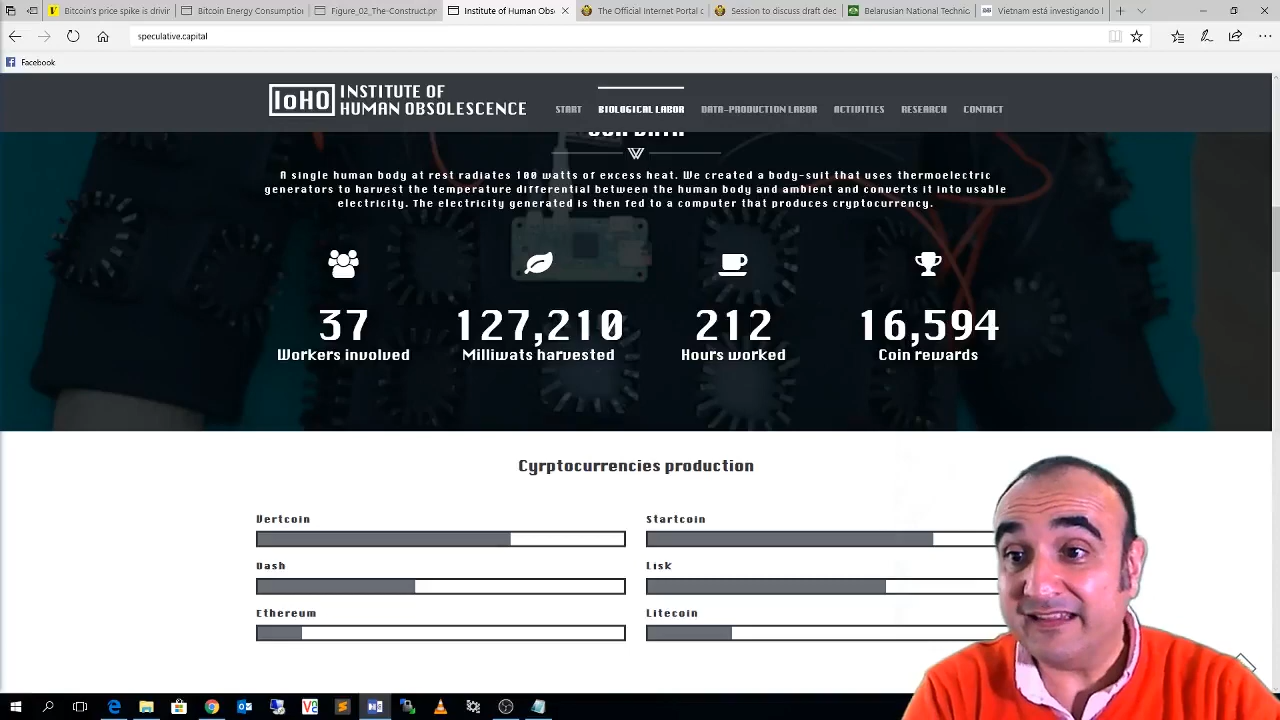 Bitcoin's price spike is drivin
Bitcoin Energy Consumption
Figure_02_The-Construct.pn
Institute of Human Obs
The Official Internet Portal o
Session to discuss draft dec
Belarusian National Technic
Vietnam está investigando l
speculative.capital
Facebook
IoHO
INSTITUTE OF
HUMAN OBSOLESCENCE
START
BIOLOGICAL LABOR
DATA-PRODUCTION LABOR
ACTIVITIES
RESEARCH
CONTACT
A single human body at rest radiates 100 watts of excess heat. We created a body-suit that uses thermoelectric
generators to harvest the temperature differential between the human body and ambient and converts it into usable
electricity. The electricity generated is then fed to a computer that produces cryptocurrency.
37
Workers involved
127,210
Milliwats harvested
212
Hours worked
16,594
Coin rewards
Cyrptocurrencies production
Vertcoin
Startcoin
Dash
Lisk
Ethereum
Litecoin